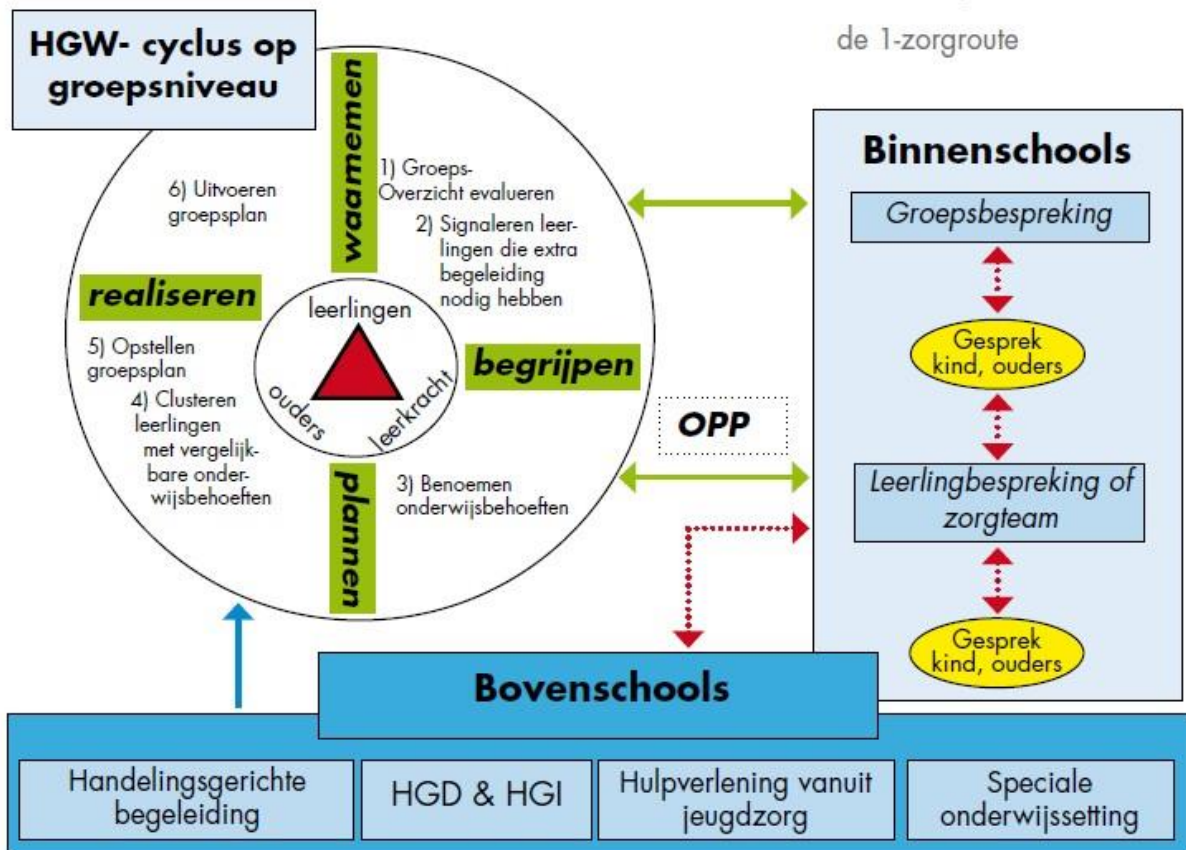 HGW- cyclus op
groepsniveau
de 1-zorgroute
waarnemen
1) Groeps-
Overzicht evalueren
2) Signaleren leer-
lingen die extra
begeleiding
nodig hebben
begrijpen
3) Benoemen
onderwijsbehoeften
plannen
4) Clusteren
leerlingen
met vergelijk-
bare onder-
wijsbehoeften
5) Opstellen
groepsplan
realiseren
6) Uitvoeren
groepsplan
leerlingen
ouders
leerkracht
OPP
Binnenschools
Groepsbespreking
Gesprek
kind, ouders
Leerlingbespreking of
zorgteam
Gesprek
kind, ouders
Bovenschools
Handelingsgerichte
begeleiding
HGD & HGI
Hulpverlening vanuit
jeugdzorg
Speciale
onderwijssetting